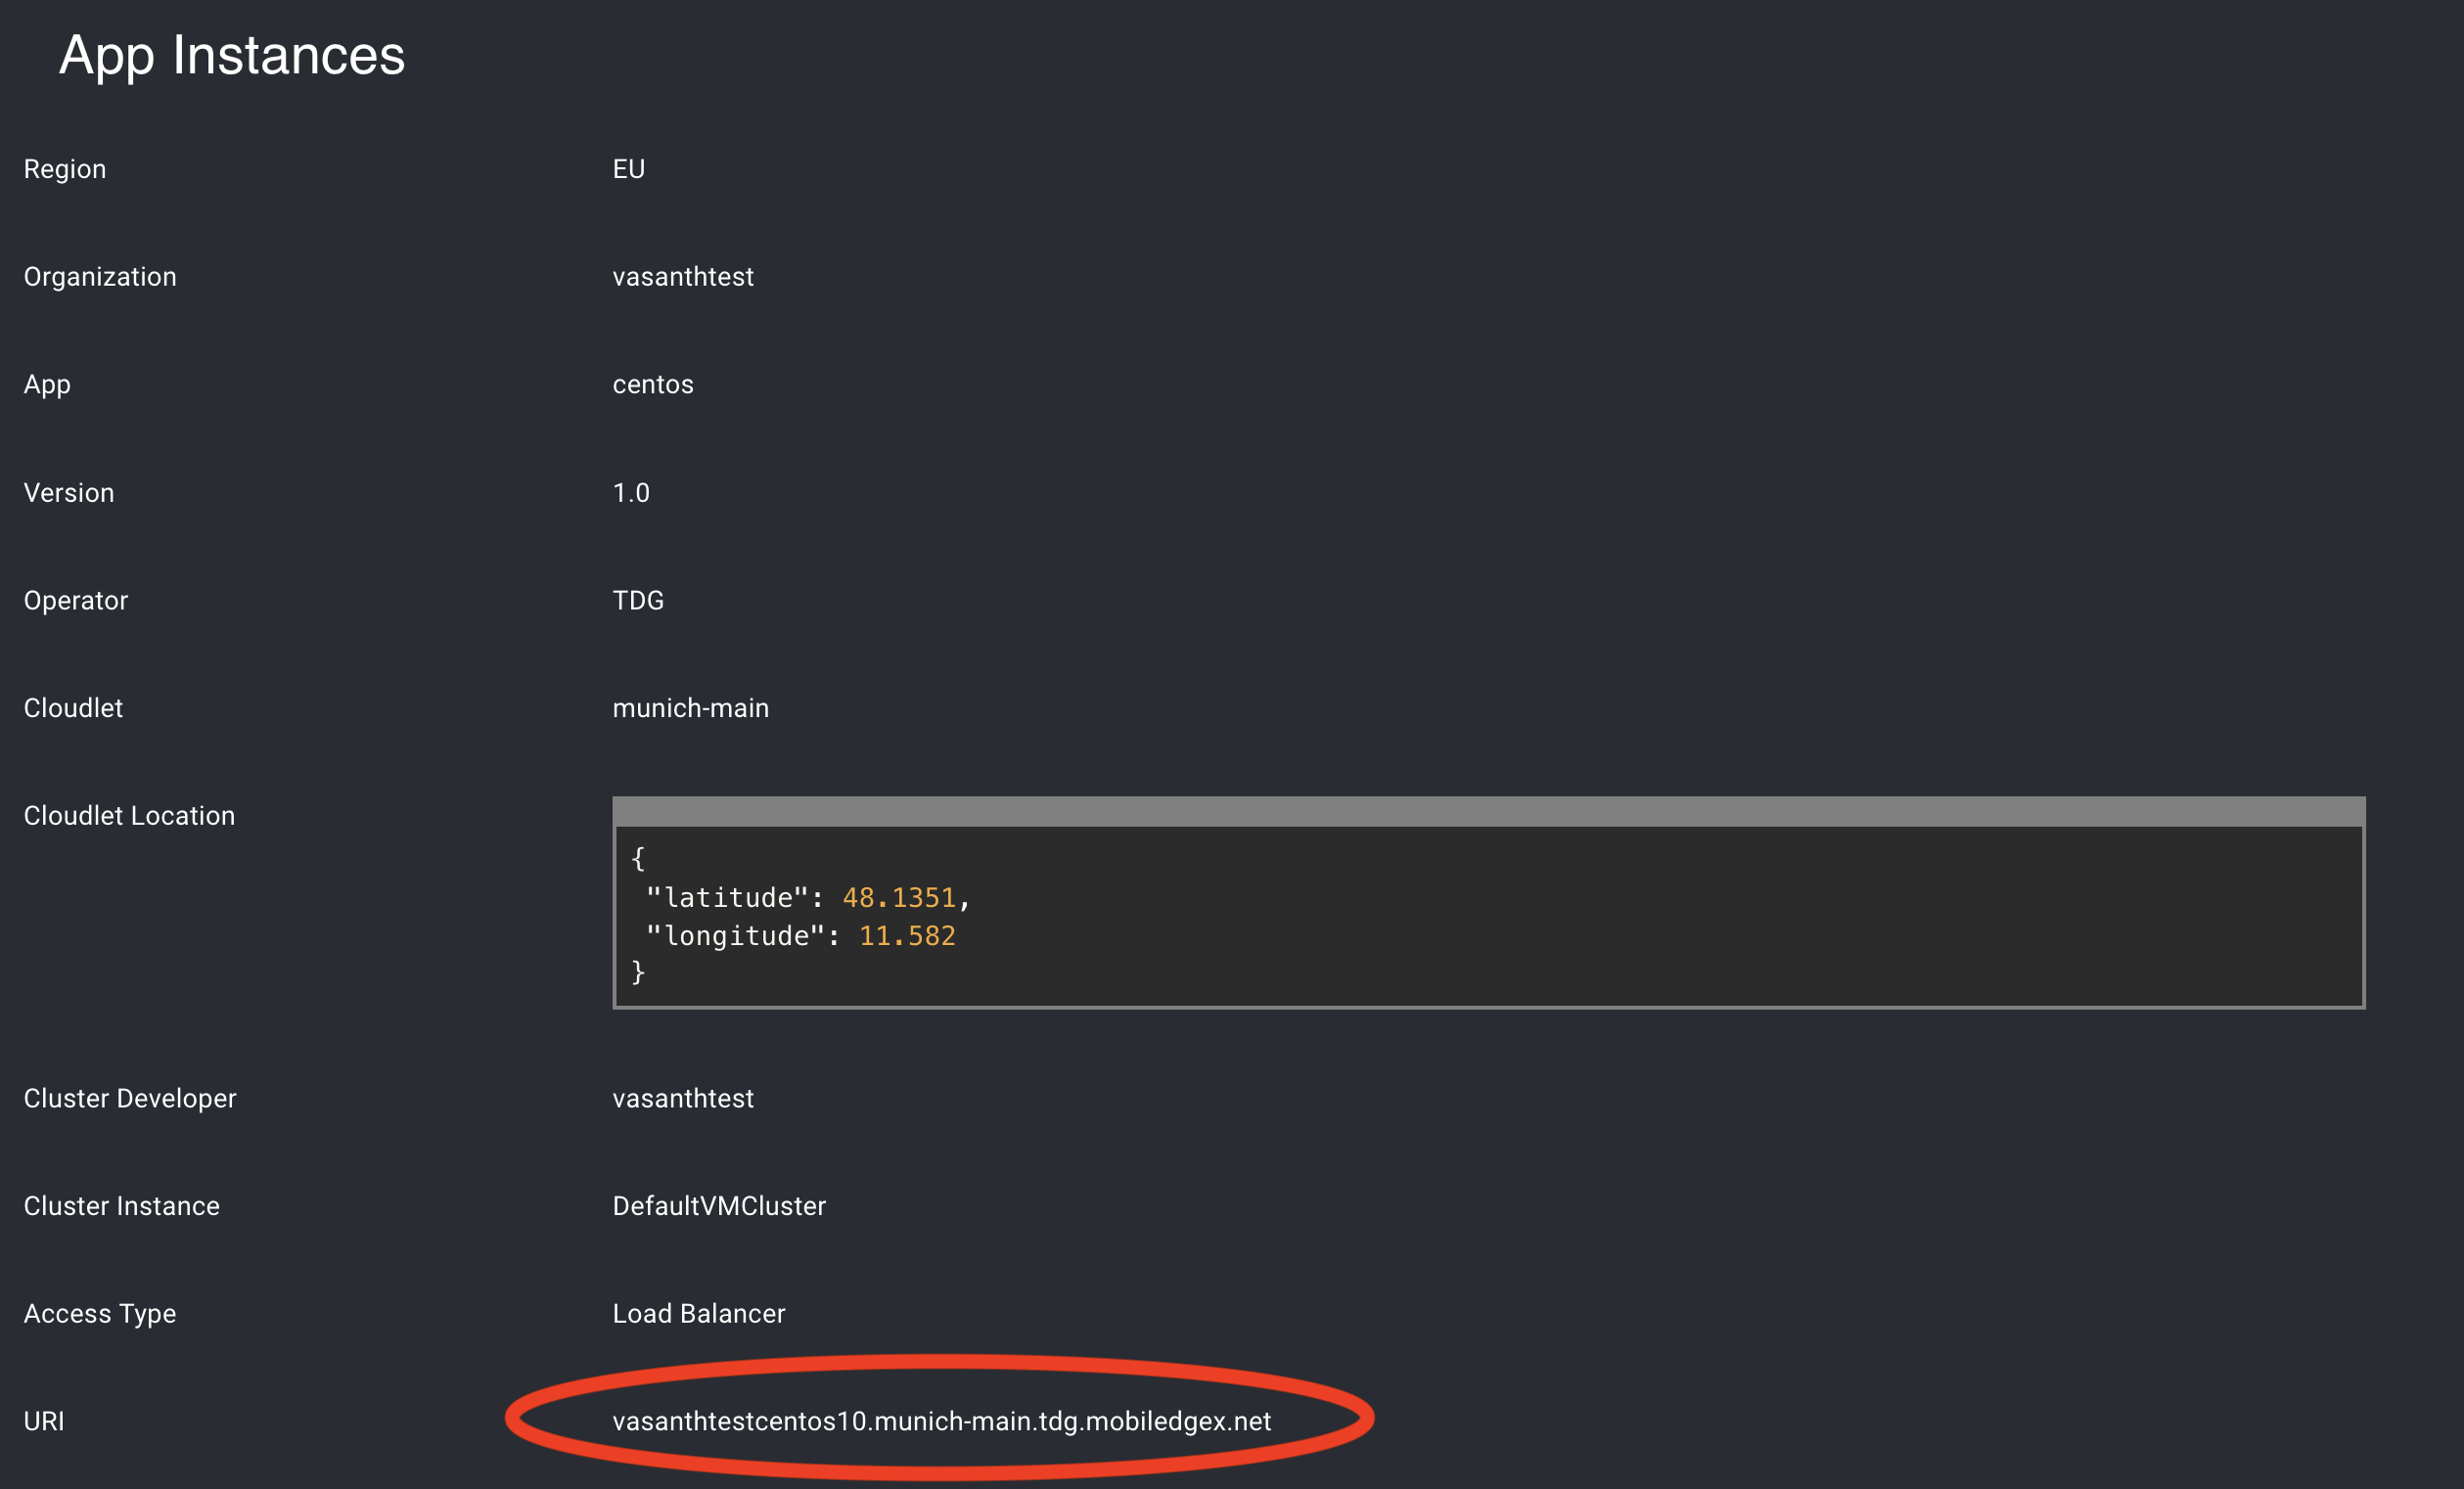 App Instances
Region EU
Organization vasanthtest
App centos
Version 1.0
Operator TDG
Cloudlet munich-main
Cloudlet Location
{
"latitude": 48.1351,
"longitude": 11.582
}
Cluster Developer vasanthtest
Cluster Instance DefaultVMCluster
Access Type Load Balancer
URI vasanthtestcentos10.munich-main.tdg.mobiledgex.net